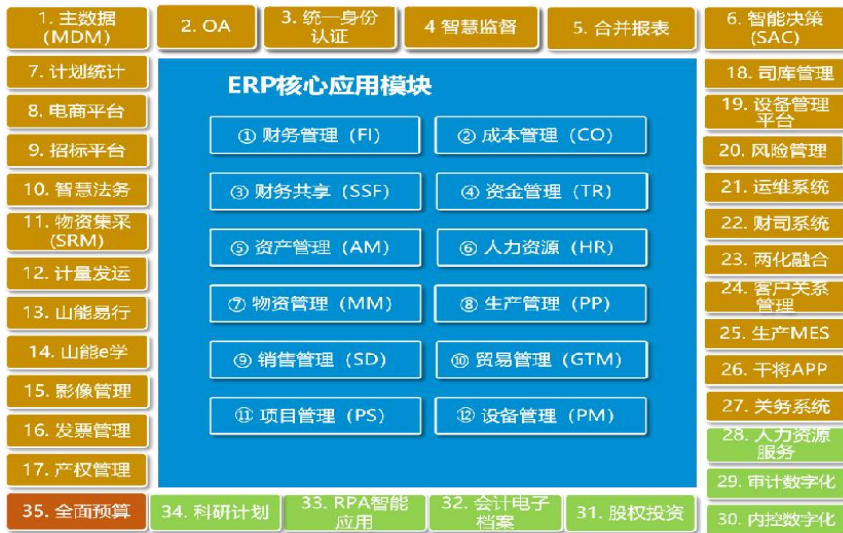 1. 主数据
(MDM)
2. OA
3. 统一身份
认证
4 智慧监督
5. 合并报表
6. 智能决策
(SAC)
7. 计划统计
8. 电商平台
9. 招标平台
10. 智慧法务
11. 物资集采
(SRM)
12. 计量发运
13. 山能易行
14. 山能e学
15. 影像管理
16. 发票管理
17. 产权管理
ERP核心应用模块
① 财务管理（FI）
② 成本管理（CO）
③ 财务共享（SSF）
④ 资金管理（TR）
⑤ 资产管理（AM）
⑥ 人力资源（HR）
⑦ 物资管理（MM）
⑧ 生产管理（PP）
⑨ 销售管理（SD）
⑩ 贸易管理（GTM）
⑪ 项目管理（PS）
⑫ 设备管理（PM）
18. 司库管理
19. 设备管理
平台
20. 风险管理
21. 运维系统
22. 财司系统
23. 两化融合
24. 客户关系
管理
25. 生产MES
26. 干将APP
27. 关务系统
28. 人力资源
服务
29. 审计数字化
30. 内控数字化
35. 全面预算
34. 科研计划
33. RPA智能
应用
32. 会计电子
档案
31. 股权投资